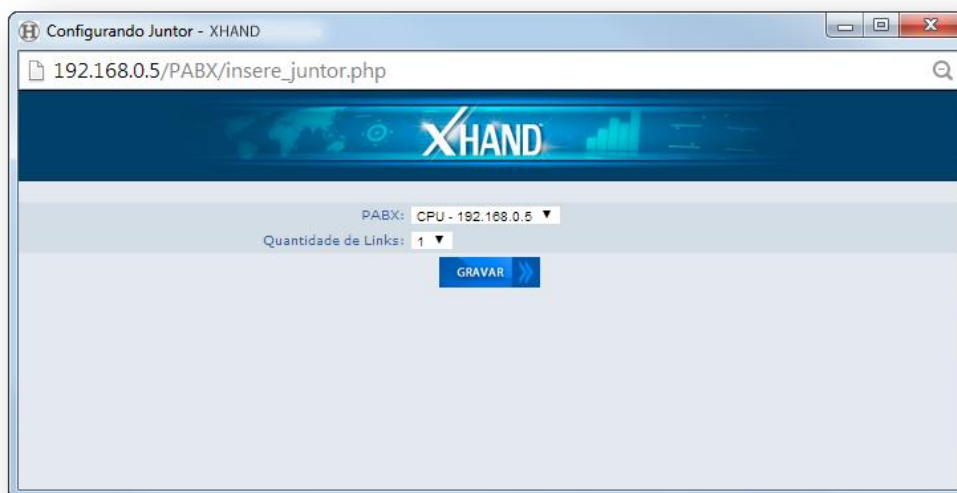 Configurando Juntor - XHAND
192.168.0.5/PABX/insere_juntor.php
XHAND
PABX: CPU - 192.168.0.5
Quantidade de Links: 1
GRAVAR